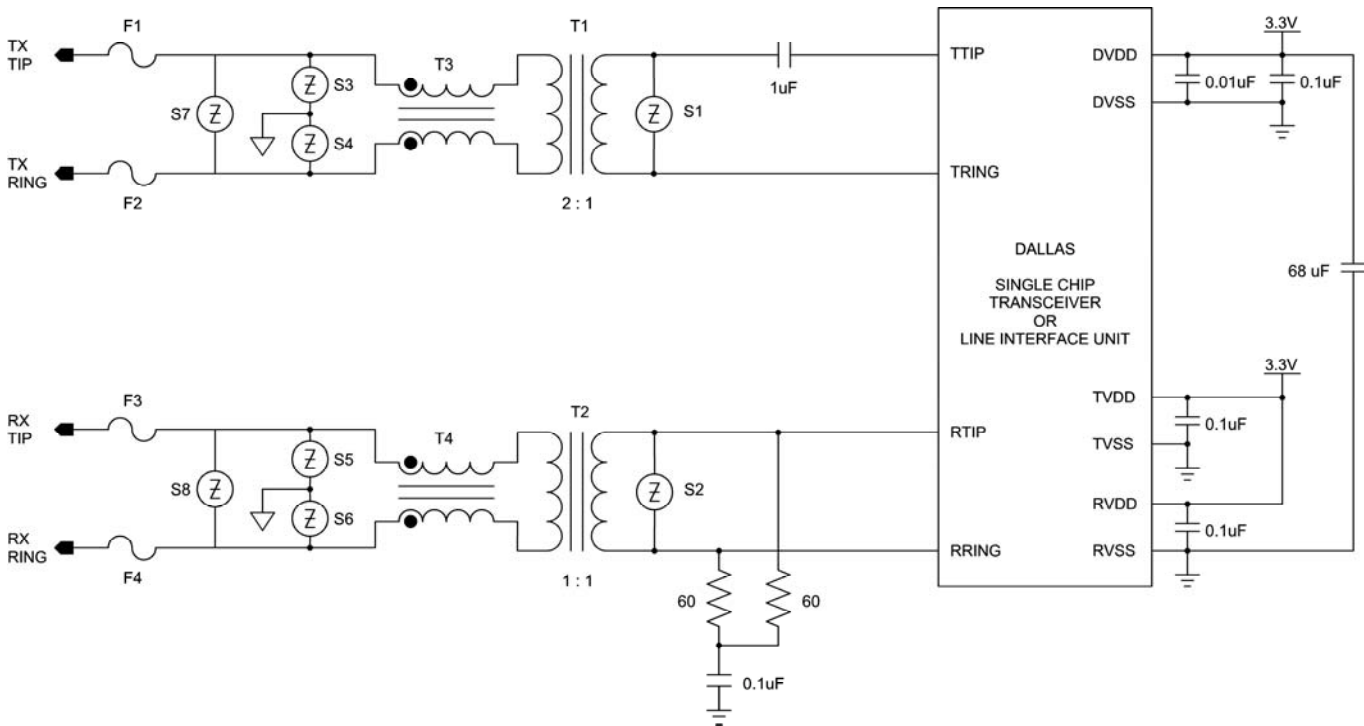 F1
TX
TIP
T1
T3
S3
S7
S4
S1
1uF
TX
RING
F2
2 : 1
TTIP
TRING
DALLAS
SINGLE CHIP
TRANSCEIVER
OR
LINE INTERFACE UNIT
DVDD
DVSS
3.3V
0.01uF
0.1uF
68 uF
F3
RX
TIP
T2
T4
S5
S8
S6
S2
RX
RING
F4
1 : 1
RTIP
RRING
60
60
0.1uF
3.3V
TVDD
0.1uF
TVSS
RVDD
0.1uF
RVSS